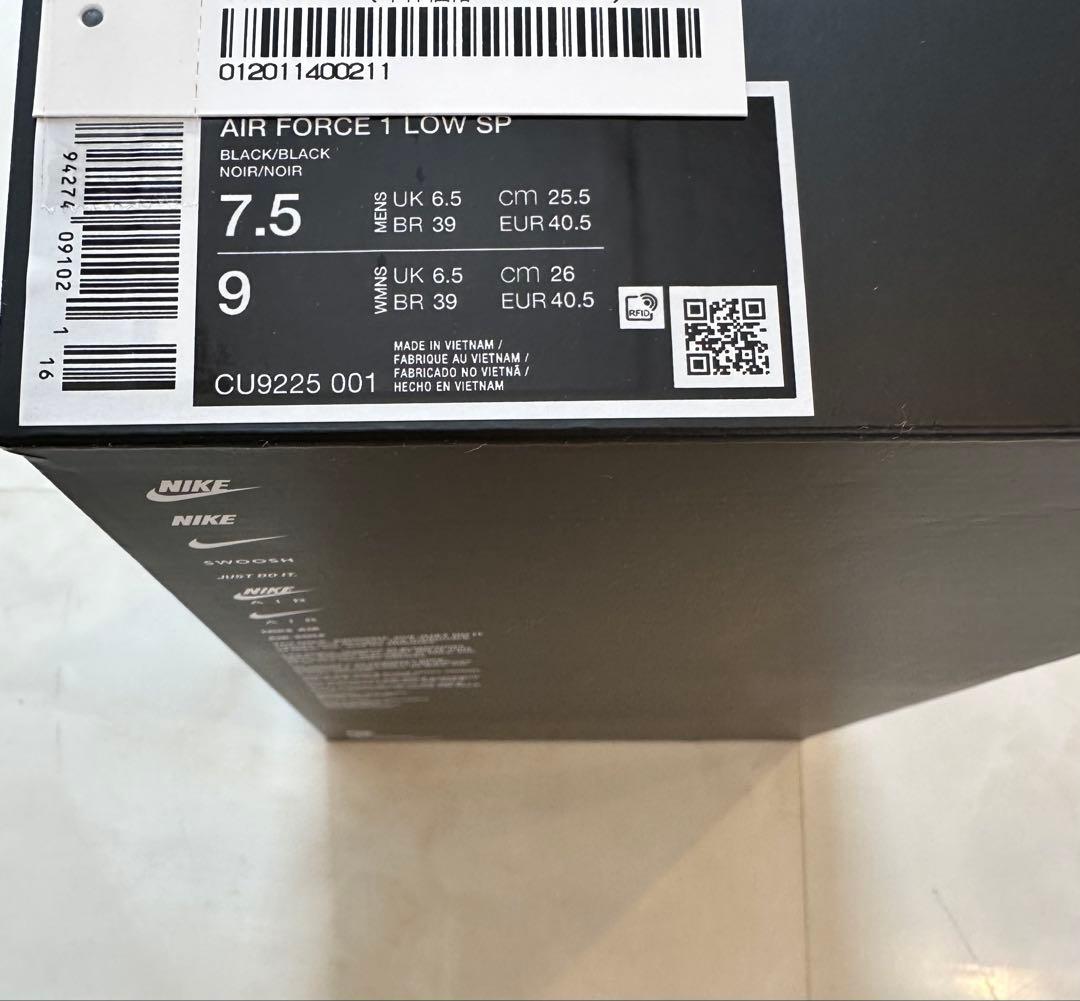 012011400211
AIR FORCE 1 LOW SP
BLACK/BLACK
NOIR/NOIR
7.5 MENS UK 6.5 cm 25.5
BR 39 EUR 40.5
9 WMNS UK 6.5 cm 26
BR 39 EUR 40.5
RFID
MADE IN VIETNAM /
FABRIQUE AU VIETNAM /
FABRICADO NO VIETNÃ /
HECHO EN VIETNAM
CU9225 001
94274 09102 1 16
NIKE
NIKE
SWOOSH
JUST DO IT.
NIKE
AIR
AIR
NIKE AIR